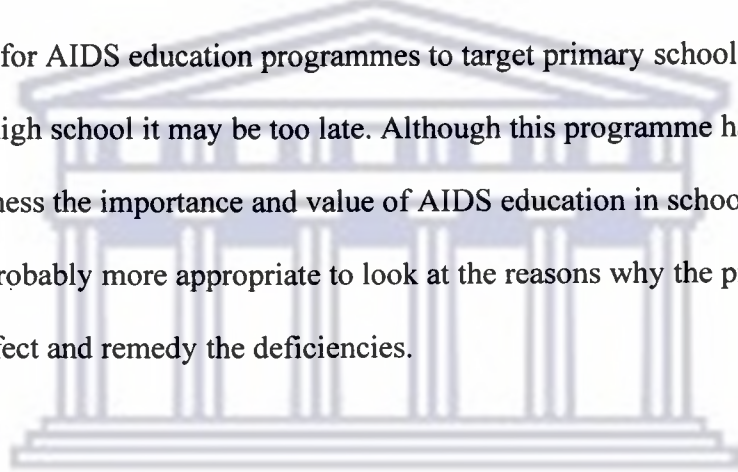 for AIDS education programmes to target primary school
igh school it may be too late. Although this programme h
ness the importance and value of AIDS education in schoo
robably more appropriate to look at the reasons why the p
fect and remedy the deficiencies.